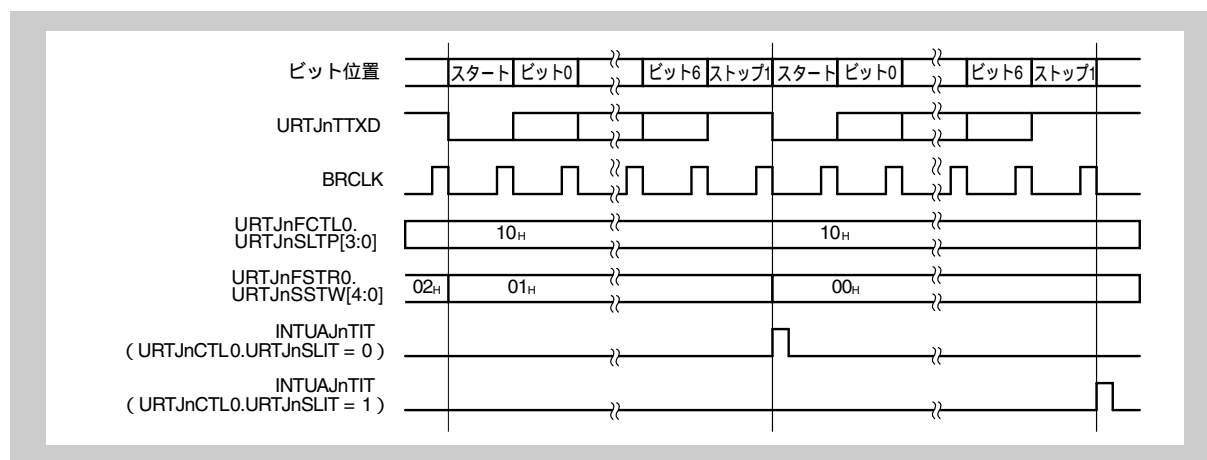 ビット位置 スタート ビット0 ビット6 ストップ1 スタート ビット0 ビット6 ストップ1
URTJnTTXD
BRCLK
URTJnFCTL0.
URTJnSLTP[3:0] 10H 10H
URTJnFSTR0.
URTJnSSTW[4:0] 02H 01H 00H
INTUAJnTIT
(URTJnCTL0.URTJnSLIT = 0)
INTUAJnTIT
(URTJnCTL0.URTJnSLIT = 1)